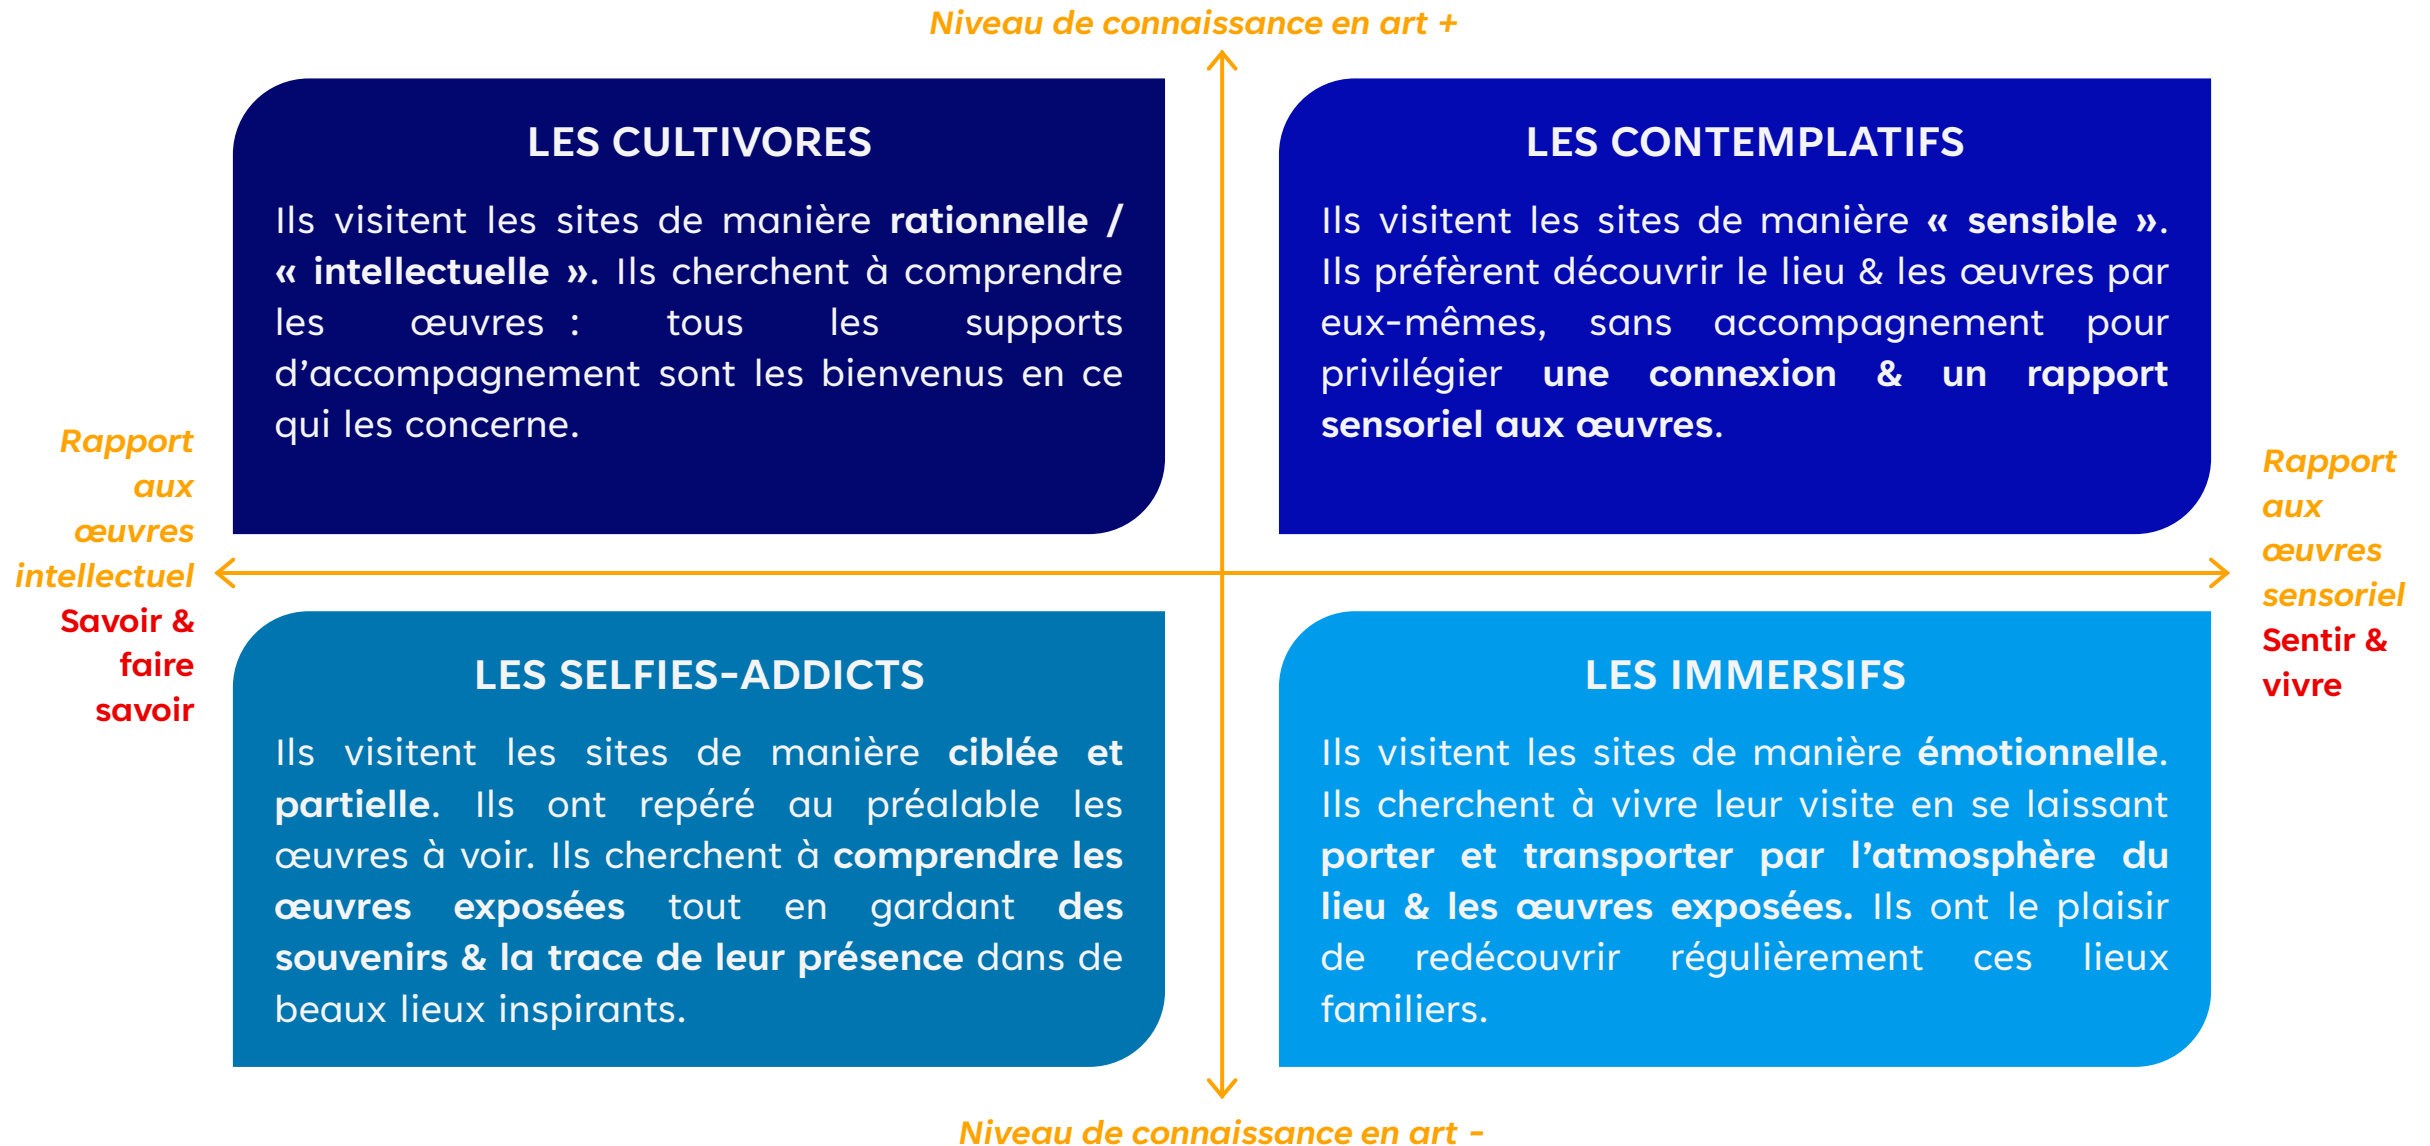 Niveau de connaissance en art +
LES CULTIVORES
Ils visitent les sites de manière rationnelle /
« intellectuelle ». Ils cherchent à comprendre
les œuvres : tous les supports
d’accompagnement sont les bienvenus en ce
qui les concerne.
LES CONTEMPLATIFS
Ils visitent les sites de manière « sensible ».
Ils préfèrent découvrir le lieu & les œuvres par
eux-mêmes, sans accompagnement pour
privilégier une connexion & un rapport
sensoriel aux œuvres.
Rapport
aux
œuvres
intellectuel
Savoir &
faire
savoir
Rapport
aux
œuvres
sensoriel
Sentir &
vivre
LES SELFIES-ADDICTS
Ils visitent les sites de manière ciblée et
partielle. Ils ont repéré au préalable les
œuvres à voir. Ils cherchent à comprendre les
œuvres exposées tout en gardant des
souvenirs & la trace de leur présence dans de
beaux lieux inspirants.
LES IMMERSIFS
Ils visitent les sites de manière émotionnelle.
Ils cherchent à vivre leur visite en se laissant
porter et transporter par l’atmosphère du
lieu & les œuvres exposées. Ils ont le plaisir
de redécouvrir régulièrement ces lieux
familiers.
Niveau de connaissance en art -